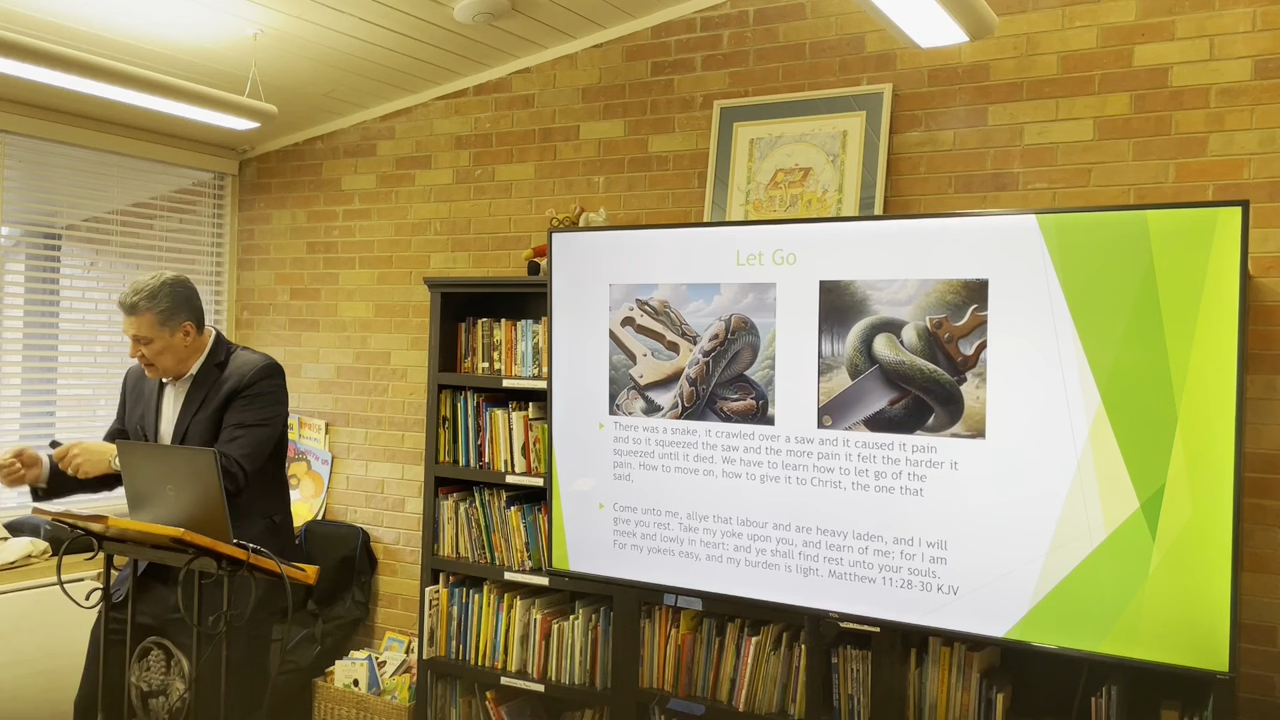 Let Go
There was a snake, it crawled over a saw and it caused it pain
and so it squeezed the saw and the more pain it felt the harder it
squeezed until it died. We have to learn how to let go of the
pain. How to move on, how to give it to Christ, the one that
said,
Come unto me, allye that labour and are heavy laden, and I will
give you rest. Take my yoke upon you, and learn of me; for I am
meek and lowly in heart; and ye shall find rest unto your souls.
For my yokeis easy, and my burden is light. Matthew 11:28-30 KJV
TCL